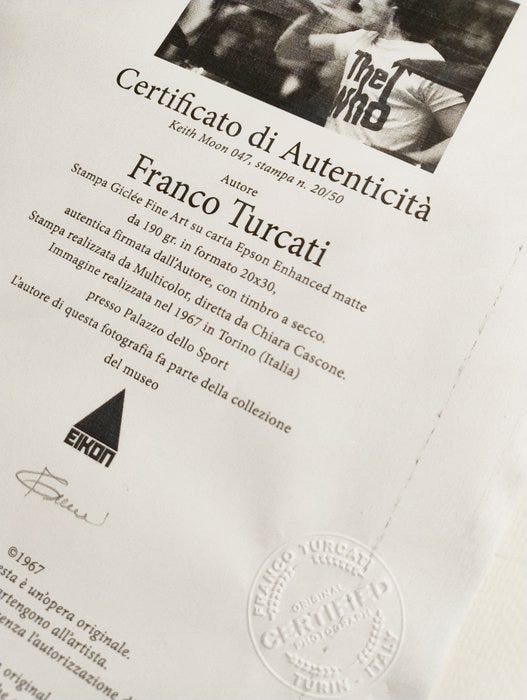 The
Who
Certificato di Autenticità
Keith Moon 047, stampa n. 20/50
Autore
Franco Turcati
Stampa Giclée Fine Art su carta Epson Enhanced matte
da 190 gr. in formato 20x30,
autentica firmata dall'Autore, con timbro a secco.
Stampa realizzata da Multicolor, diretta da Chiara Cascone.
Immagine realizzata nel 1967 in Torino (Italia)
presso Palazzo dello Sport
L'autore di questa fotografia fa parte della collezione
del museo
EIKON
©1967
è un'opera originale.
all'artista.
l'autorizzazione
original
FRANCO TURCATI
ORIGINAL
CERTIFIED
TURIN - ITALY